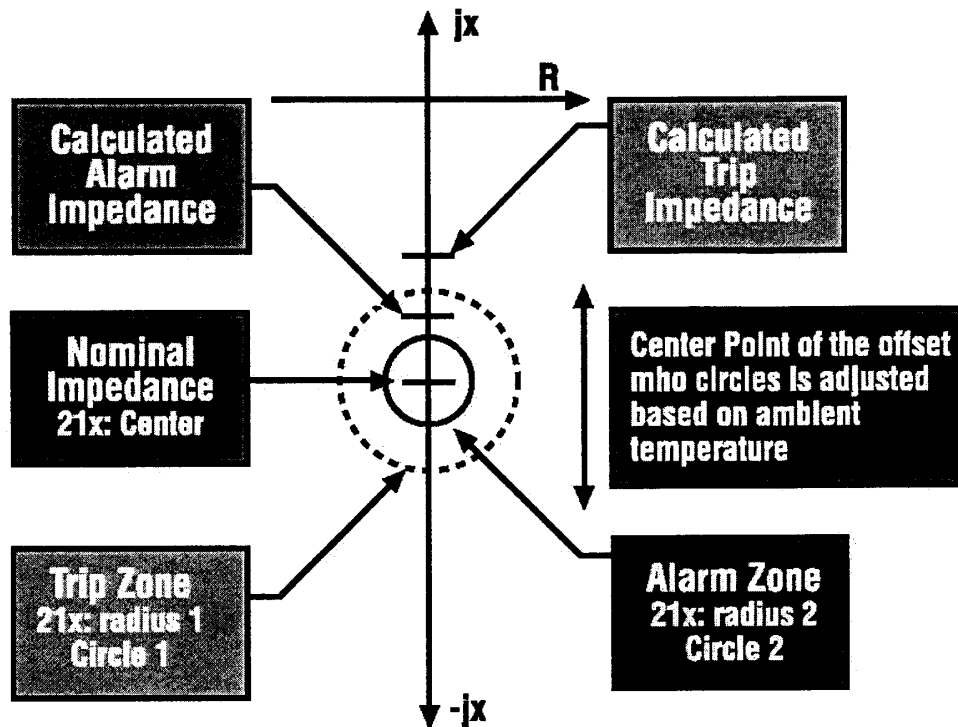 jx
R
Calculated
Alarm
Impedance
Calculated
Trip
Impedance
Nominal
Impedance
21x: Center
Center Point of the offset
mho circles is adjusted
based on ambient
temperature
Trip Zone
21x: radius 1
Circle 1
Alarm Zone
21x: radius 2
Circle 2
-jx